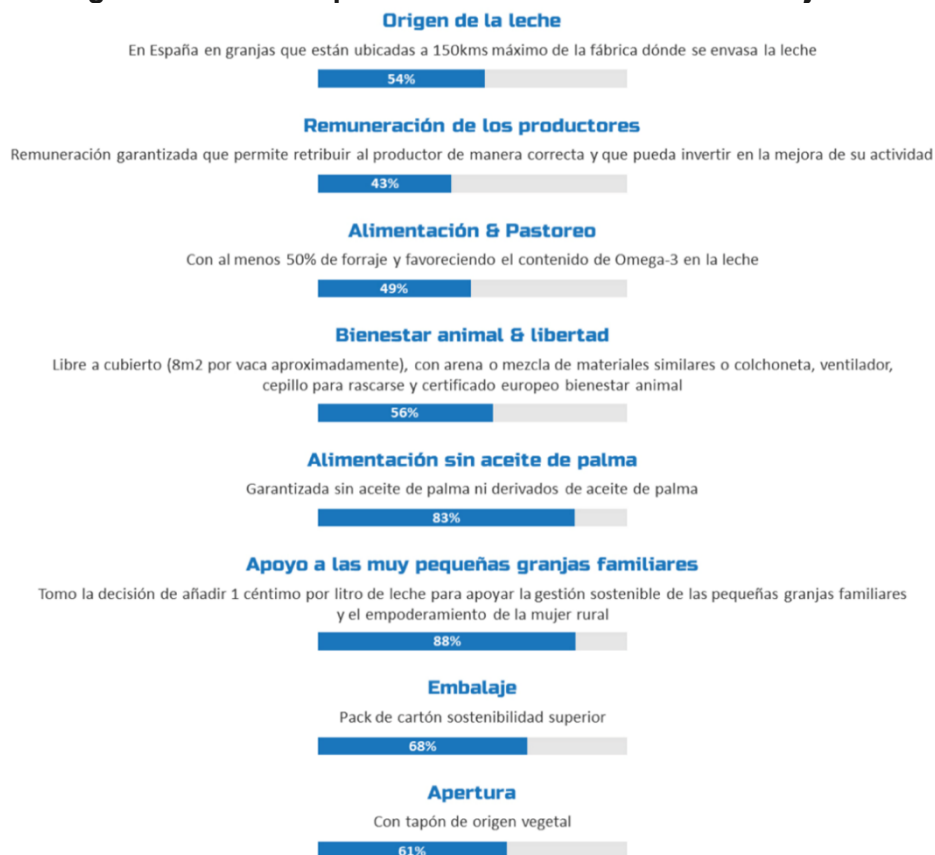 Origen de la leche
En España en granjas que están ubicadas a 150kms máximo de la fábrica dónde se envasa la leche
54%
Remuneración de los productores
Remuneración garantizada que permite retribuir al productor de manera correcta y que pueda invertir en la mejora de su actividad
43%
Alimentación & Pastoreo
Con al menos 50% de forraje y favoreciendo el contenido de Omega-3 en la leche
49%
Bienestar animal & libertad
Libre a cubierto (8m2 por vaca aproximadamente), con arena o mezcla de materiales similares o colchoneta, ventilador,
cepillo para rascarse y certificado europeo bienestar animal
56%
Alimentación sin aceite de palma
Garantizada sin aceite de palma ni derivados de aceite de palma
83%
Apoyo a las muy pequeñas granjas familiares
Tomo la decisión de añadir 1 céntimo por litro de leche para apoyar la gestión sostenible de las pequeñas granjas familiares
y el empoderamiento de la mujer rural
88%
Embalaje
Pack de cartón sostenibilidad superior
68%
Apertura
Con tapón de origen vegetal
61%